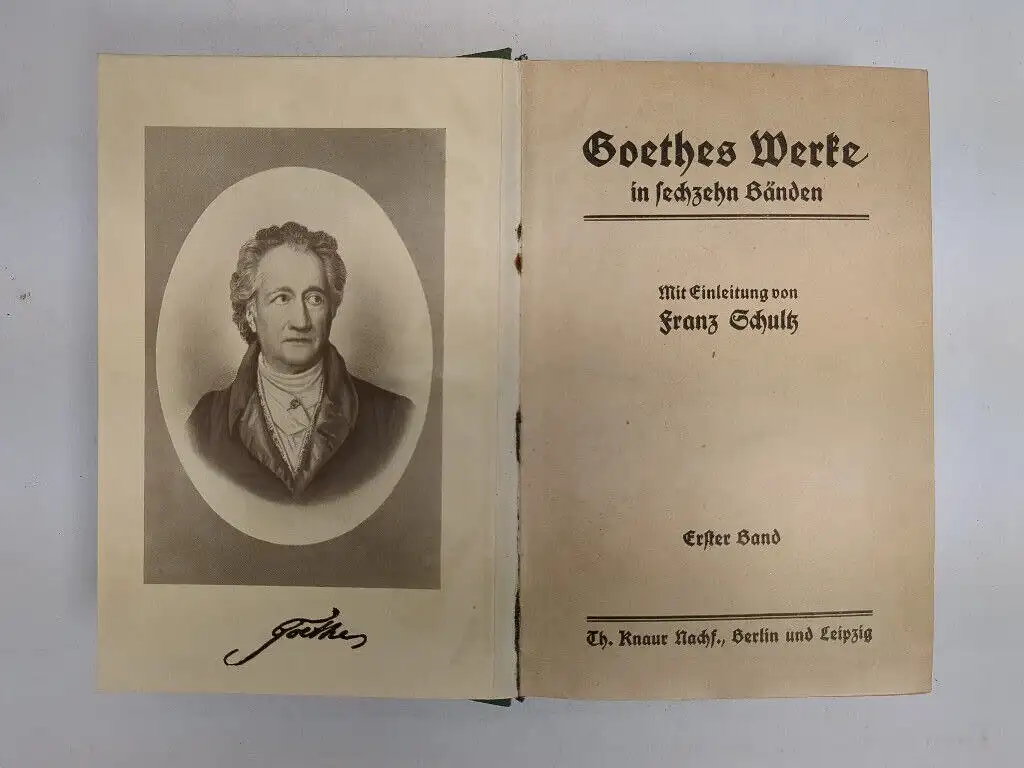 Goethe
Goethes Werke
in sechzehn Bänden
Mit Einleitung von
Franz Schultz
Erster Band
Th. Knaur Nachf., Berlin und Leipzig